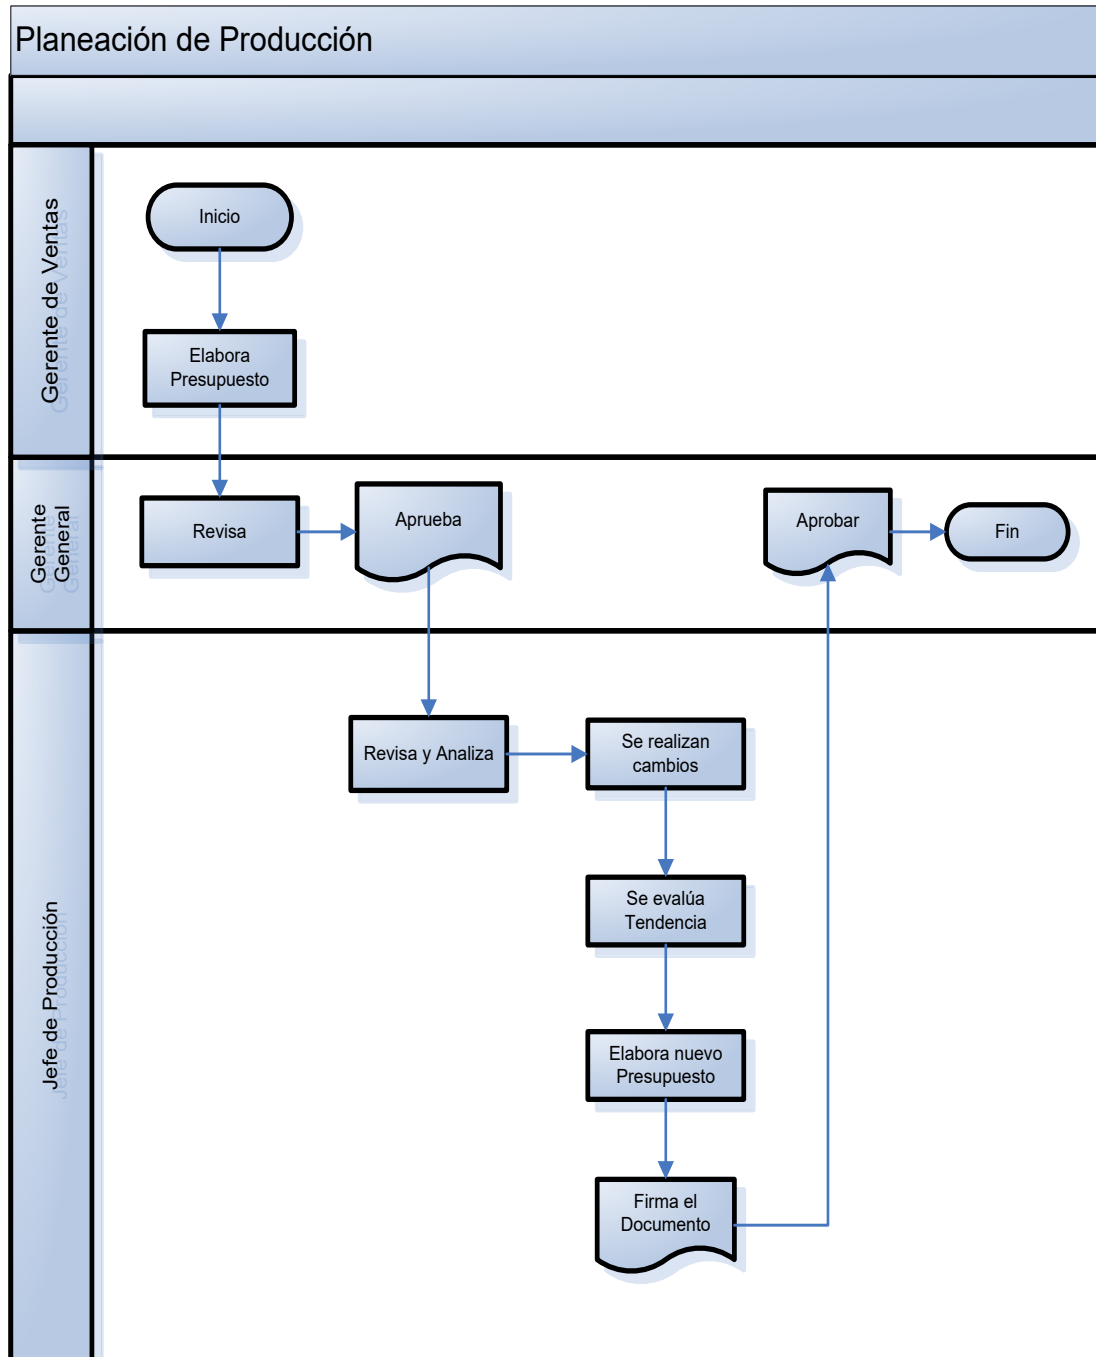 Planeación de Producción
Gerente de Ventas
Inicio
Elabora
Presupuesto
Gerente
General
Revisa
Aprueba
Aprobar
Fin
Jefe de Producción
Revisa y Analiza
Se realizan
cambios
Se evalúa
Tendencia
Elabora nuevo
Presupuesto
Firma el
Documento